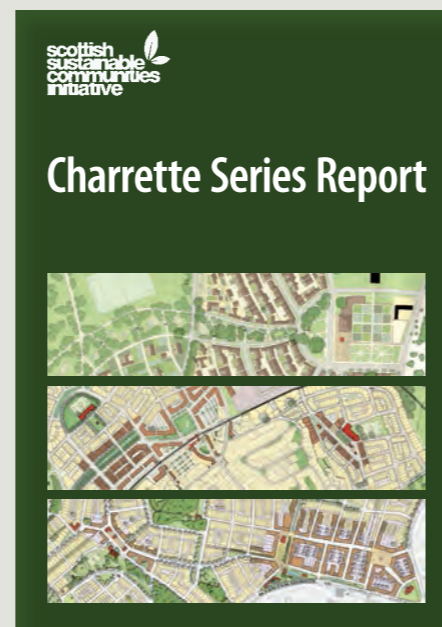 scottish
sustainable
communities
initiative
Charrette Series Report